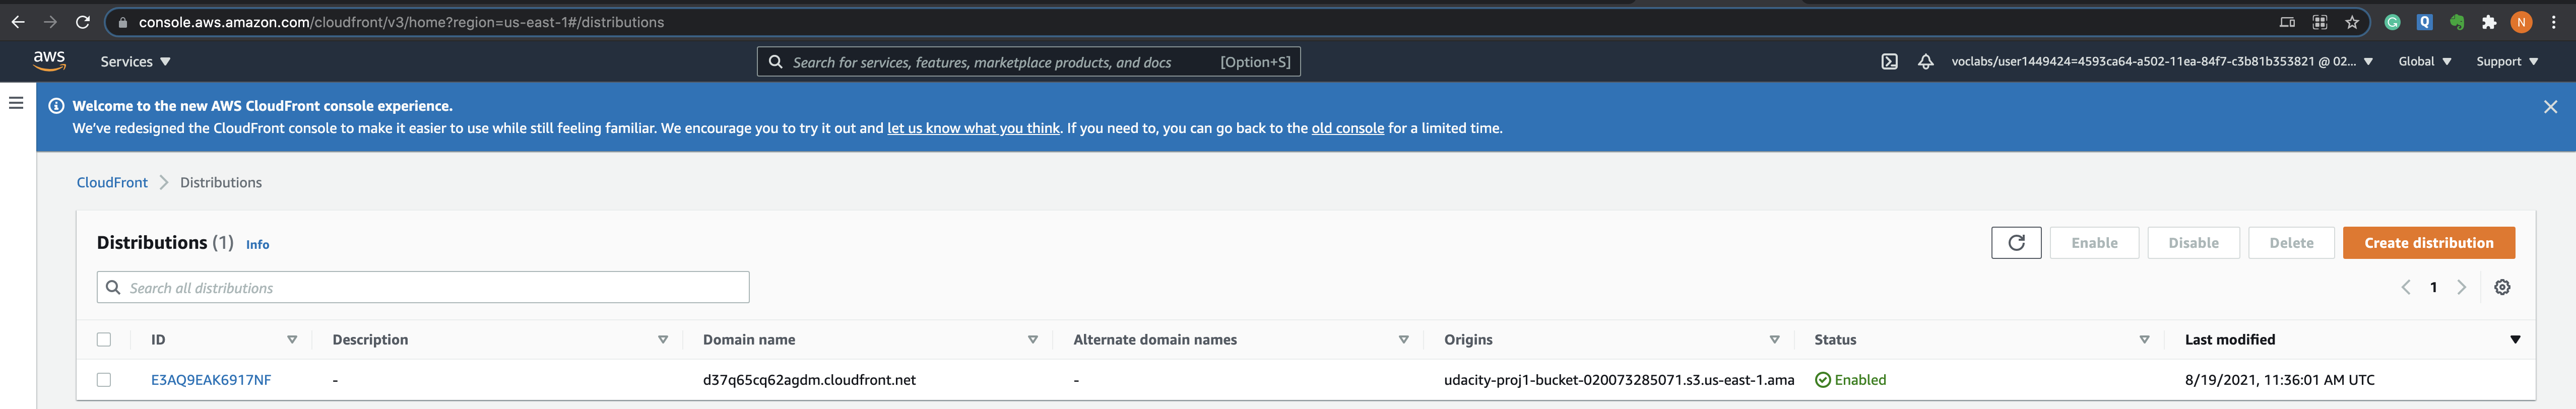 console.aws.amazon.com/cloudfront/v3/home?region=us-east-1#/distributions
G Q N
aws Services Search for services, features, marketplace products, and docs [Option+S] voclabs/user1449424=4593ca64-a502-11ea-84f7-c3b81b353821 @ 02... Global Support
Welcome to the new AWS CloudFront console experience.
We've redesigned the CloudFront console to make it easier to use while still feeling familiar. We encourage you to try it out and let us know what you think. If you need to, you can go back to the old console for a limited time.
CloudFront Distributions
Distributions (1) Info Enable Disable Delete Create distribution
Search all distributions 1
ID Description Domain name Alternate domain names Origins Status Last modified
E3AQ9EAK6917NF - d37q65cq62agdm.cloudfront.net - udacity-proj1-bucket-020073285071.s3.us-east-1.ama Enabled 8/19/2021, 11:36:01 AM UTC